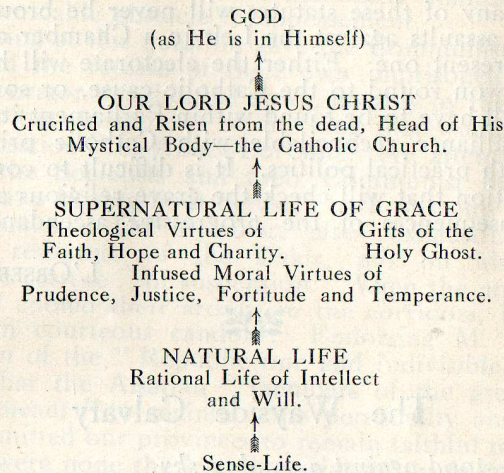 GOD
(as He is in Himself)
OUR LORD JESUS CHRIST
Crucified and Risen from the dead, Head of His
Mystical Body—the Catholic Church.
SUPERNATURAL LIFE OF GRACE
Theological Virtues of Gifts of the
Faith, Hope and Charity. Holy Ghost.
Infused Moral Virtues of
Prudence, Justice, Fortitude and Temperance.
NATURAL LIFE
Rational Life of Intellect
and Will.
Sense-Life.